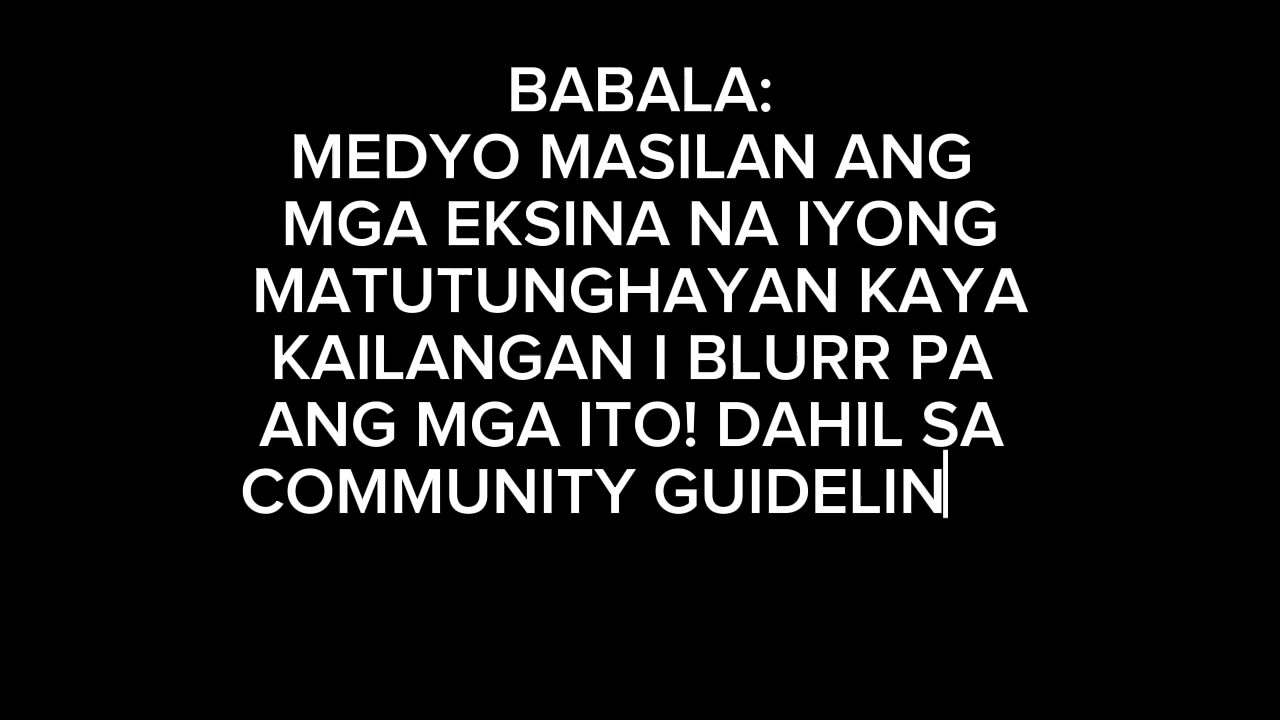 BABALA:
MEDYO MASILAN ANG
MGA EKSINA NA IYONG
MATUTUNGHAYAN KAYA
KAILANGAN I BLURR PA
ANG MGA ITO! DAHIL SA
COMMUNITY GUIDELIN